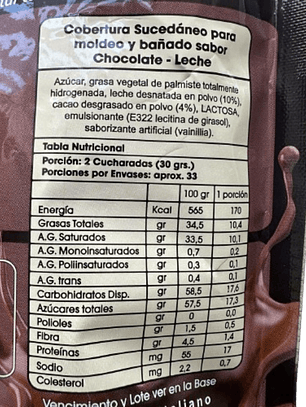 Cobertura Sucedáneo para
moldeo y bañado sabor
Chocolate - Leche
Azúcar, grasa vegetal de palmiste totalmente
hidrogenada, leche desnatada en polvo (10%),
cacao desgrasado en polvo (4%), LACTOSA,
emulsionante (E322 lecitina de girasol),
saborizante artificial (vainillia).
Tabla Nutricional
Porción: 2 Cucharadas (30 grs.)
Porciones por Envases: aprox. 33
100 gr 1 porción
Energía Kcal 565 170
Grasas Totales gr 34,5 10,4
A.G. Saturados gr 33,5 10,1
A.G. Monoinsaturados gr 0,7 0,2
A.G. Poliinsaturados gr 0,3 0,1
A.G. trans gr 0,4 0,1
Carbohidratos Disp. gr 58,5 17,6
Azúcares totales gr 57,5 17,3
Polioles gr 0 0,0
Fibra gr 1,5 0,5
Proteínas gr 4,5 1,4
Sodio mg 55 17
Colesterol mg 2,2 0,7
Vencimiento y Lote ver en la Base